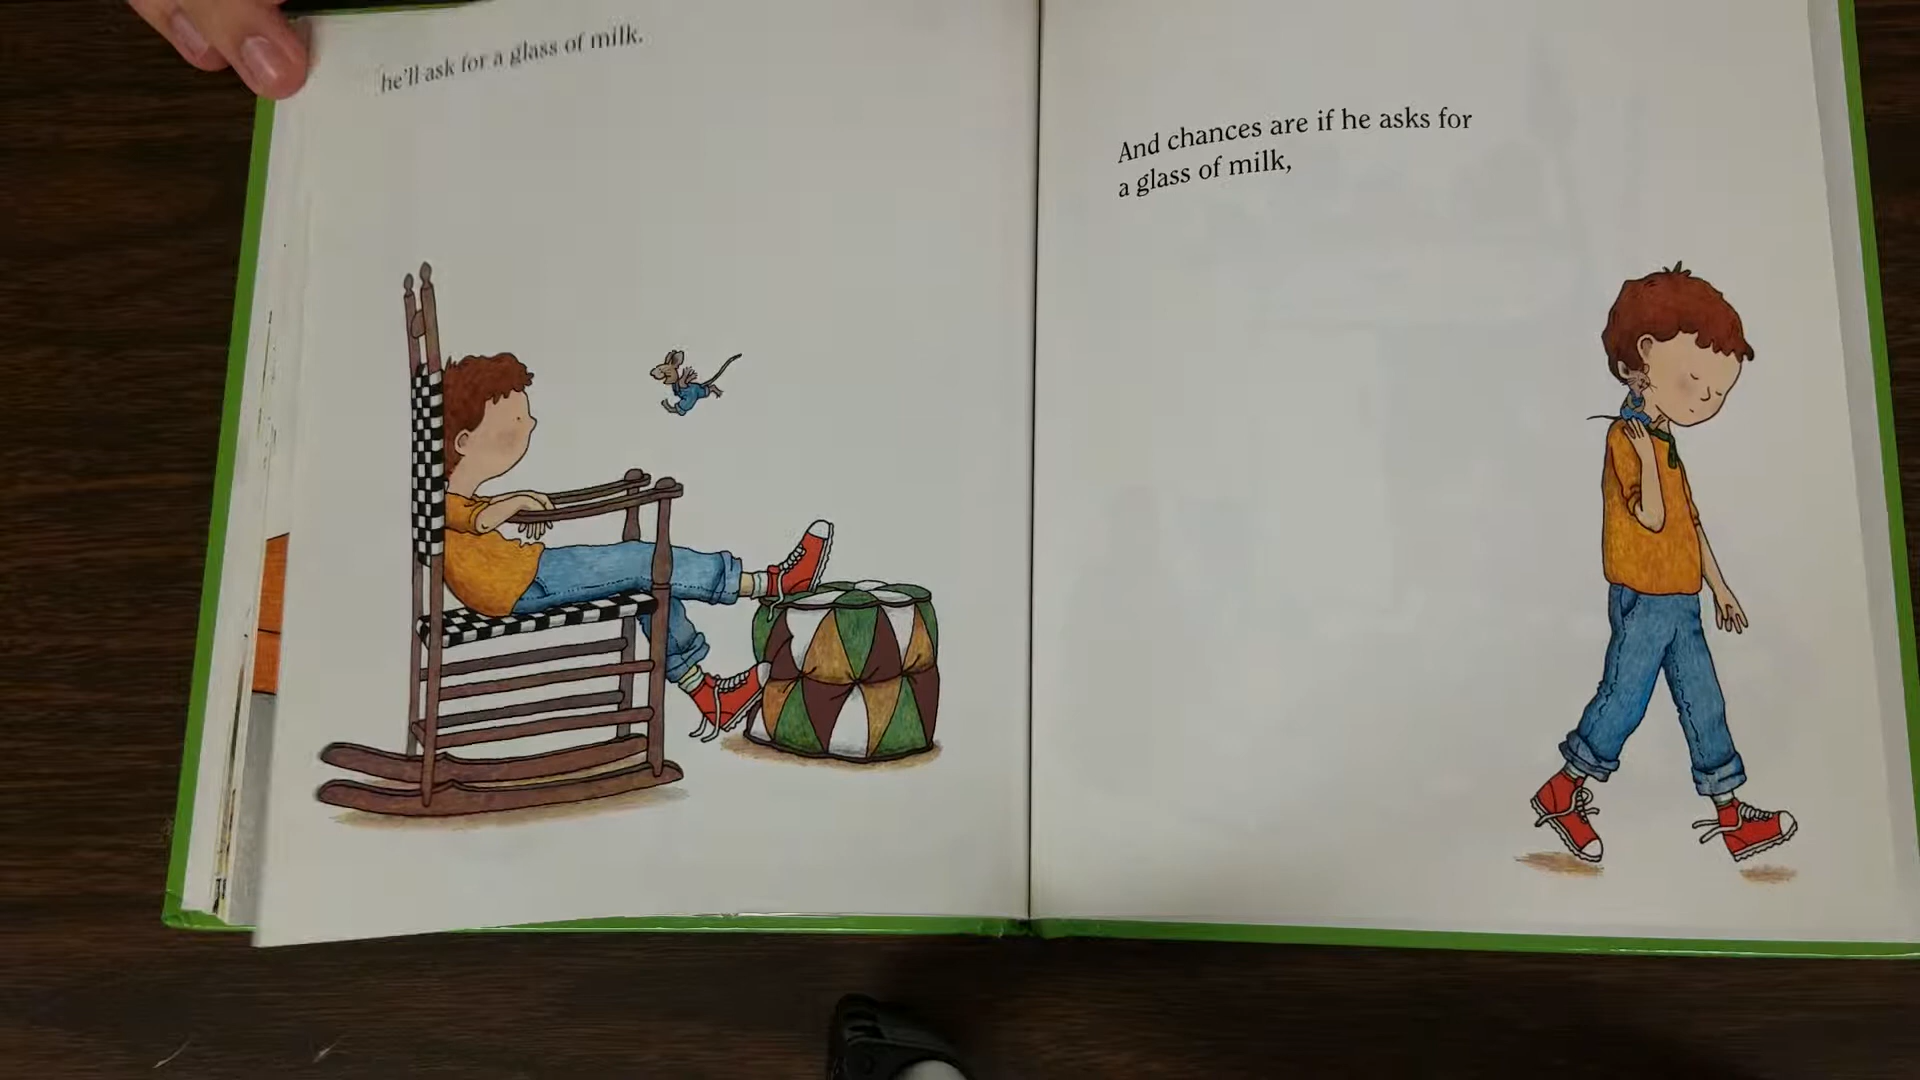 he'll ask for a glass of milk.
And chances are if he asks for
a glass of milk,